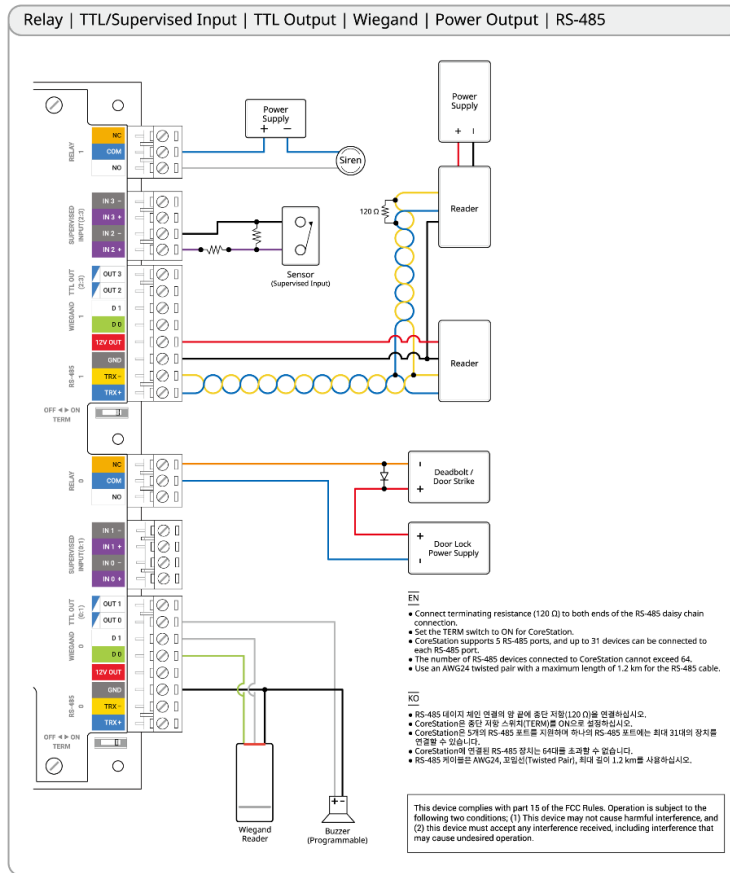 Relay | TTL/Supervised Input | TTL Output | Wiegand | Power Output | RS-485
RELAY
1
NC
COM
NO
Power
Supply
+ −
Siren
SUPERVISED
INPUT(2:3)
IN 3 −
IN 3 +
IN 2 −
IN 2 +
Sensor
(Supervised Input)
Power
Supply
+ −
Reader
120 Ω
TTL OUT
(2:3)
OUT 3
OUT 2
WIEGAND
1
D 1
D 0
12V OUT
GND
RS-485
1
TRX −
TRX +
Reader
OFF ◄ ► ON
TERM
RELAY
0
NC
COM
NO
-
Deadbolt /
Door Strike
+
+
Door Lock
Power Supply
-
SUPERVISED
INPUT(0:1)
IN 1 −
IN 1 +
IN 0 −
IN 0 +
TTL OUT
(0:1)
OUT 1
OUT 0
WIEGAND
0
D 1
D 0
12V OUT
GND
RS-485
0
TRX −
TRX +
OFF ◄ ► ON
TERM
Wiegand
Reader
+ -
Buzzer
(Programmable)
EN
• Connect terminating resistance (120 Ω) to both ends of the RS-485 daisy chain
connection.
• Set the TERM switch to ON for CoreStation.
• CoreStation supports 5 RS-485 ports, and up to 31 devices can be connected to
each RS-485 port.
• The number of RS-485 devices connected to CoreStation cannot exceed 64.
• Use an AWG24 twisted pair with a maximum length of 1.2 km for the RS-485 cable.
KO
• RS-485 데이지 체인 연결의 양 끝에 종단 저항(120 Ω)을 연결하십시오.
• CoreStation은 종단 저항 스위치(TERM)를 ON으로 설정하십시오.
• CoreStation은 5개의 RS-485 포트를 지원하며 하나의 RS-485 포트에는 최대 31대의 장치를
연결할 수 있습니다.
• CoreStation에 연결된 RS-485 장치는 64대를 초과할 수 없습니다.
• RS-485 케이블은 AWG24, 꼬임선(Twisted Pair), 최대 길이 1.2 km를 사용하십시오.
This device complies with part 15 of the FCC Rules. Operation is subject to the
following two conditions; (1) This device may not cause harmful interference, and
(2) this device must accept any interference received, including interference that
may cause undesired operation.